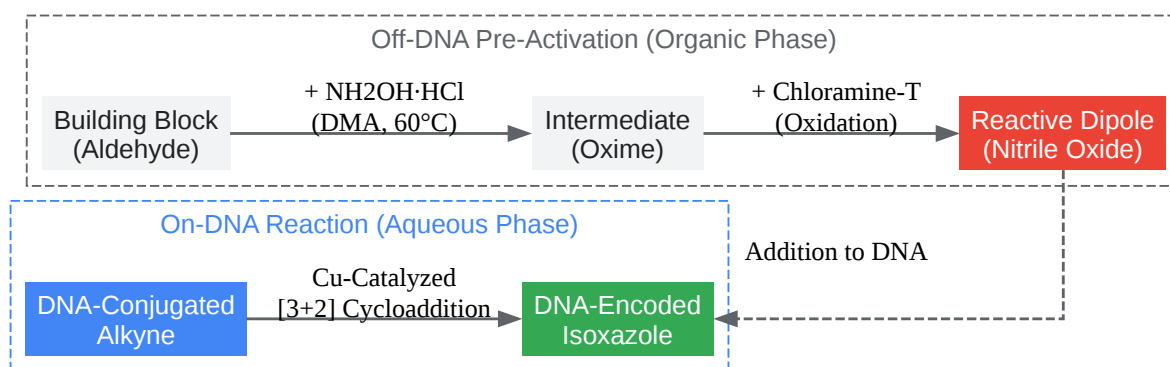 Off-DNA Pre-Activation (Organic Phase)
Building Block
(Aldehyde)
+ NH2OH·HCl
(DMA, 60°C)
Intermediate
(Oxime)
+ Chloramine-T
(Oxidation)
Reactive Dipole
(Nitrile Oxide)
On-DNA Reaction (Aqueous Phase)
Addition to DNA
DNA-Conjugated
Alkyne
Cu-Catalyzed
[3+2] Cycloaddition
DNA-Encoded
Isoxazole